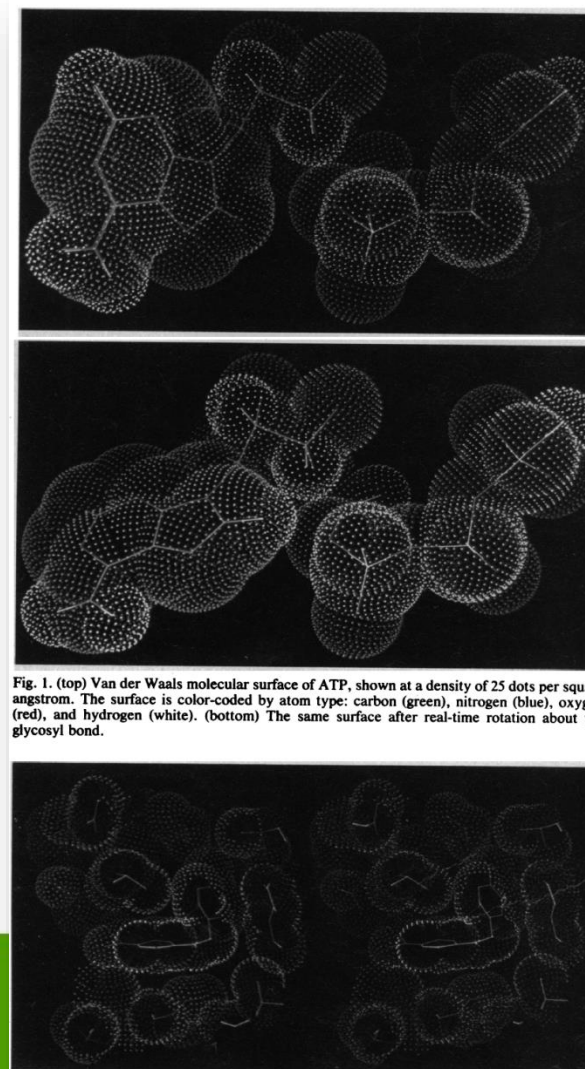 Fig. 1. (top) Van der Waals molecular surface of ATP, shown at a density of 25 dots per squ
angstrom. The surface is color-coded by atom type: carbon (green), nitrogen (blue), oxyg
(red), and hydrogen (white). (bottom) The same surface after real-time rotation about
glycosyl bond.